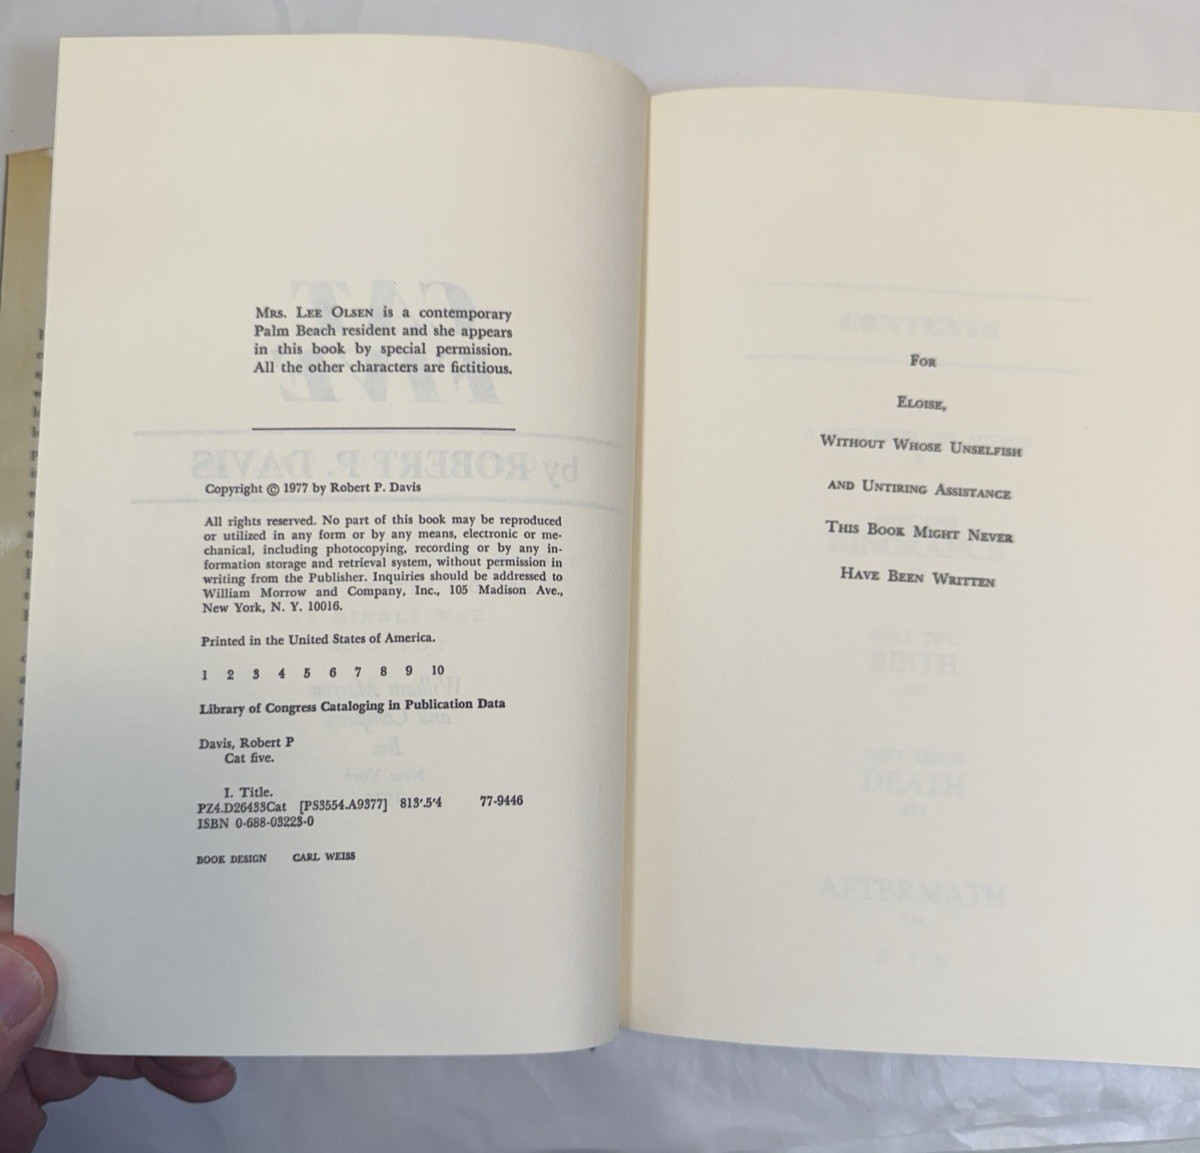 Mrs. Lee Olsen is a contemporary
Palm Beach resident and she appears
in this book by special permission.
All the other characters are fictitious.
Copyright © 1977 by Robert P. Davis
All rights reserved. No part of this book may be reproduced
or utilized in any form or by any means, electronic or me-
chanical, including photocopying, recording or by any in-
formation storage and retrieval system, without permission in
writing from the Publisher. Inquiries should be addressed to
William Morrow and Company, Inc., 105 Madison Ave.,
New York, N. Y. 10016.
Printed in the United States of America.
1 2 3 4 5 6 7 8 9 10
Library of Congress Cataloging in Publication Data
Davis, Robert P
Cat five.
I. Title.
PZ4.D26433Cat [PS3554.A9377] 813'.5'4 77-9446
ISBN 0-688-03223-0
BOOK DESIGN CARL WEISS
For
Eloise,
Without Whose Unselfish
and Untiring Assistance
This Book Might Never
Have Been Written
CONTENTS
BIRTH
DEATH
AFTERMATH